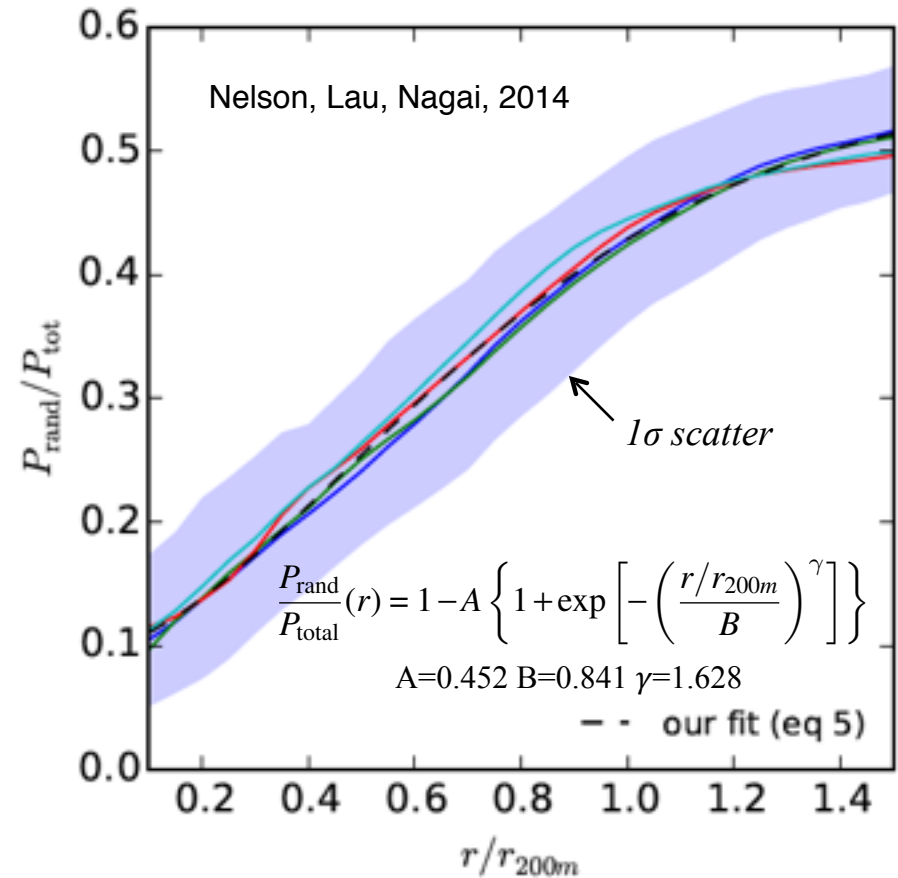 0.6
Nelson, Lau, Nagai, 2014
0.5
0.4
0.3
0.2
0.1
0.0
P_rand/P_tot
1σ scatter
P_rand/P_total(r) = 1−A {1+exp [−((r/r_200m)/B)^γ]}
A=0.452 B=0.841 γ=1.628
our fit (eq 5)
0.2 0.4 0.6 0.8 1.0 1.2 1.4
r/r_200m